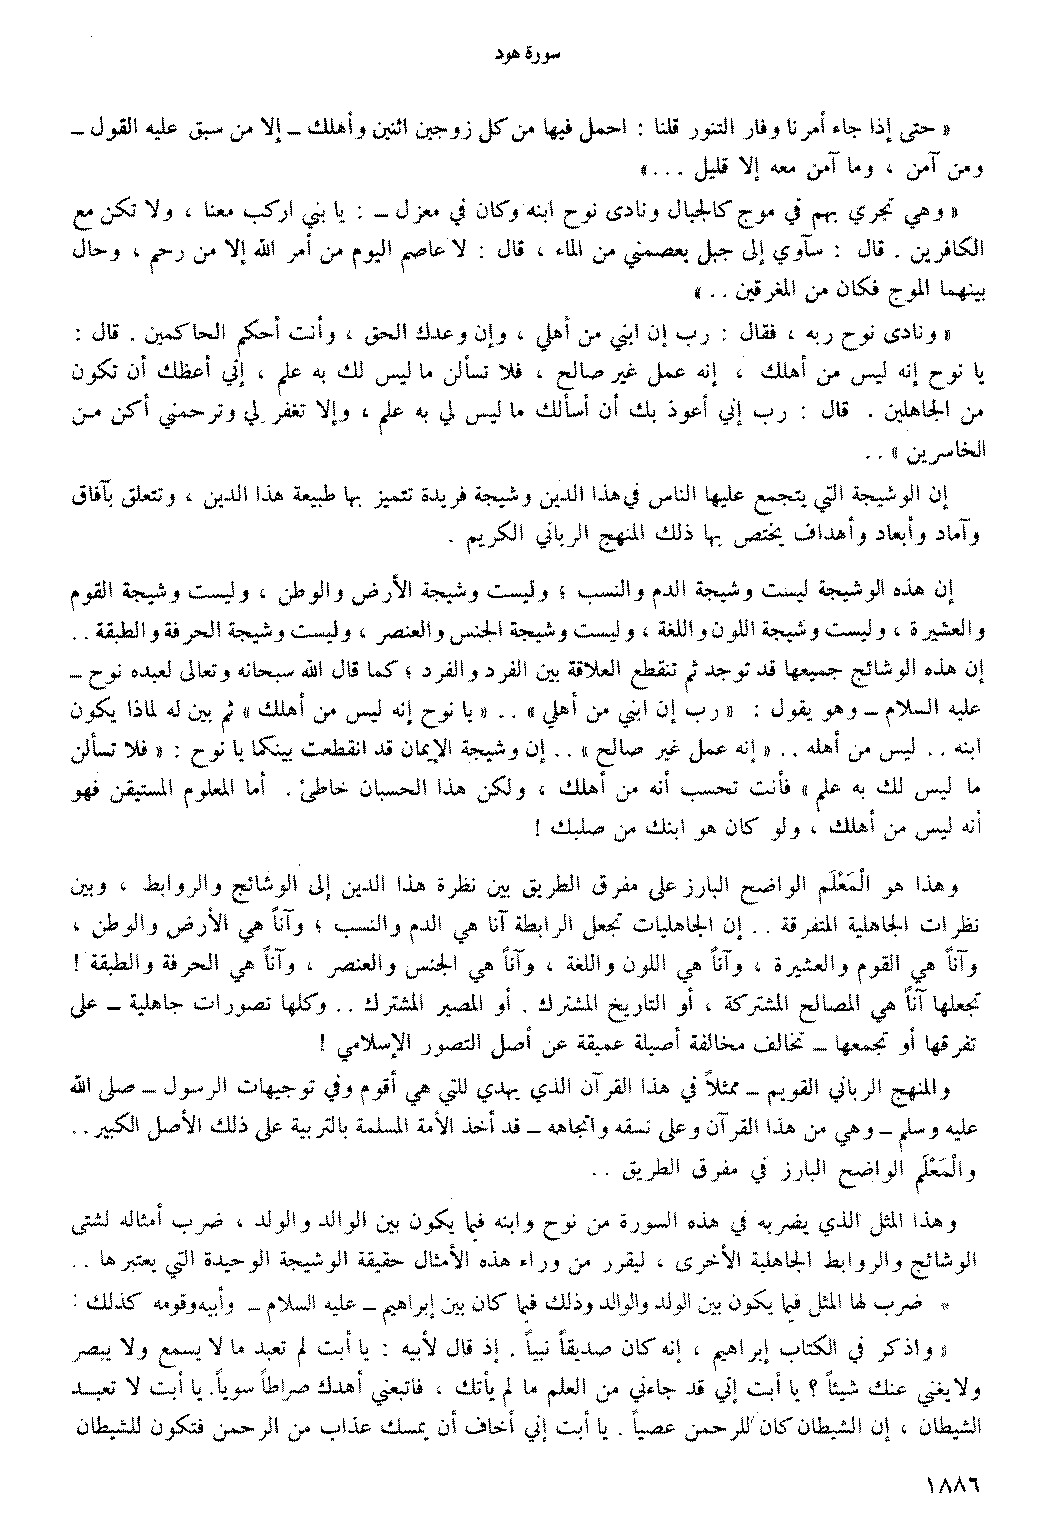 سورة هود
« حتى إذا جاء أمرنا وفار التنور قلنا : احمل فيها من كل زوجين اثنين وأهلك – إلا من سبق عليه القول –
ومن آمن ، وما آمن معه إلا قليل ... »
« وهي تجري بهم في موج كالجبال ونادى نوح ابنه وكان في معزل – : يا بني اركب معنا ، ولا تكن مع
الكافرين . قال : سآوي إلى جبل يعصمني من الماء ، قال : لا عاصم اليوم من أمر الله إلا من رحم ، وحال
بينهما الموج فكان من المغرقين .. »
« ونادى نوح ربه ، فقال : رب إن ابني من أهلي ، وإن وعدك الحق ، وأنت أحكم الحاكمين . قال :
يا نوح إنه ليس من أهلك ، إنه عمل غير صالح ، فلا تسألن ما ليس لك به علم ، إني أعظك أن تكون
من الجاهلين . قال : رب إني أعوذ بك أن أسألك ما ليس لي به علم ، وإلا تغفر لي وترحمني أكن من
الخاسرين » ..
إن الوشيجة التي يتجمع عليها الناس في هذا الدين وشيجة فريدة تتميز بها طبيعة هذا الدين ، وتتعلق بآفاق
وآماد وأبعاد وأهداف يختص بها ذلك المنهج الرباني الكريم .
إن هذه الوشيجة ليست وشيجة الدم والنسب ؛ وليست وشيجة الأرض والوطن ، وليست وشيجة القوم
والعشيرة ، وليست وشيجة اللون واللغة ، وليست وشيجة الجنس والعنصر ، وليست وشيجة الحرفة والطبقة ..
إن هذه الوشائج جميعها قد توجد ثم تنقطع العلاقة بين الفرد والفرد ؛ كما قال الله سبحانه وتعالى لعبده نوح –
عليه السلام – وهو يقول : « رب إن ابني من أهلي » .. « يا نوح إنه ليس من أهلك » ثم بين له لماذا يكون
ابنه .. ليس من أهله .. « إنه عمل غير صالح » .. إن وشيجة الإيمان قد انقطعت بينكما يا نوح : « فلا تسألن
ما ليس لك به علم » فأنت تحسب أنه من أهلك ، ولكن هذا الحسبان خاطئ . أما المعلوم المستيقن فهو
أنه ليس من أهلك ، ولو كان هو ابنك من صلبك !
وهذا هو الْمَعْلَم الواضح البارز على مفرق الطريق بين نظرة هذا الدين إلى الوشائج والروابط ، وبين
نظرات الجاهلية المتفرقة .. إن الجاهليات تجعل الرابطة آنا هي الدم والنسب ؛ وآناً هي الأرض والوطن ،
وآناً هي القوم والعشيرة ، وآناً هي اللون واللغة ، وآناً هي الجنس والعنصر ، وآناً هي الحرفة والطبقة !
تجعلها آناً هي المصالح المشتركة ، أو التاريخ المشترك . أو المصير المشترك .. وكلها تصورات جاهلية – على
تفرقها أو تجمعها – تخالف مخالفة أصيلة عميقة عن أصل التصور الإسلامي !
والمنهج الرباني القويم – ممثلاً في هذا القرآن الذي يهدي للتي هي أقوم وفي توجيهات الرسول – صلى الله
عليه وسلم – وهي من هذا القرآن وعلى نسقه واتجاهه – قد أخذ الأمة المسلمة بالتربية على ذلك الأصل الكبير ..
والْمَعْلَم الواضح البارز في مفرق الطريق ..
وهذا المثل الذي يضربه في هذه السورة من نوح وابنه فيما يكون بين الوالد والولد ، ضرب أمثاله لشتى
الوشائج والروابط الجاهلية الأخرى ، ليقرر من وراء هذه الأمثال حقيقة الوشيجة الوحيدة التي يعتبرها ..
* ضرب لها المثل فيما يكون بين الولد والوالد وذلك فيما كان بين إبراهيم – عليه السلام – وأبيه وقومه كذلك :
« واذكر في الكتاب إبراهيم ، إنه كان صديقاً نبياً . إذ قال لأبيه : يا أبت لم تعبد ما لا يسمع ولا يبصر
ولا يغني عنك شيئاً ؟ يا أبت إني قد جاءني من العلم ما لم يأتك ، فاتبعني أهدك صراطاً سوياً. يا أبت لا تعبد
الشيطان ، إن الشيطان كان للرحمن عصياً . يا أبت إني أخاف أن يمسك عذاب من الرحمن فتكون للشيطان
١٨٨٦